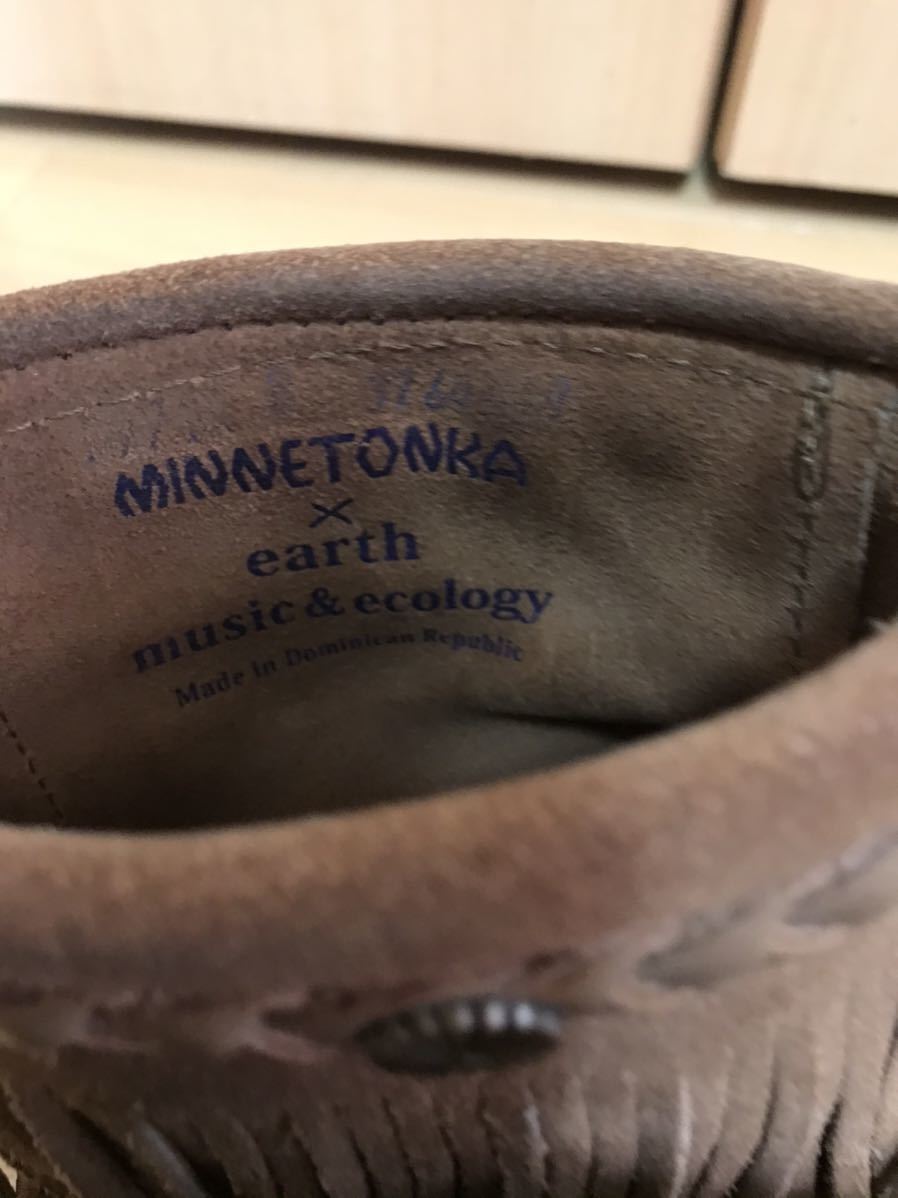 MINNETONKA
×
earth
music & ecology
Made in Dominican Republic